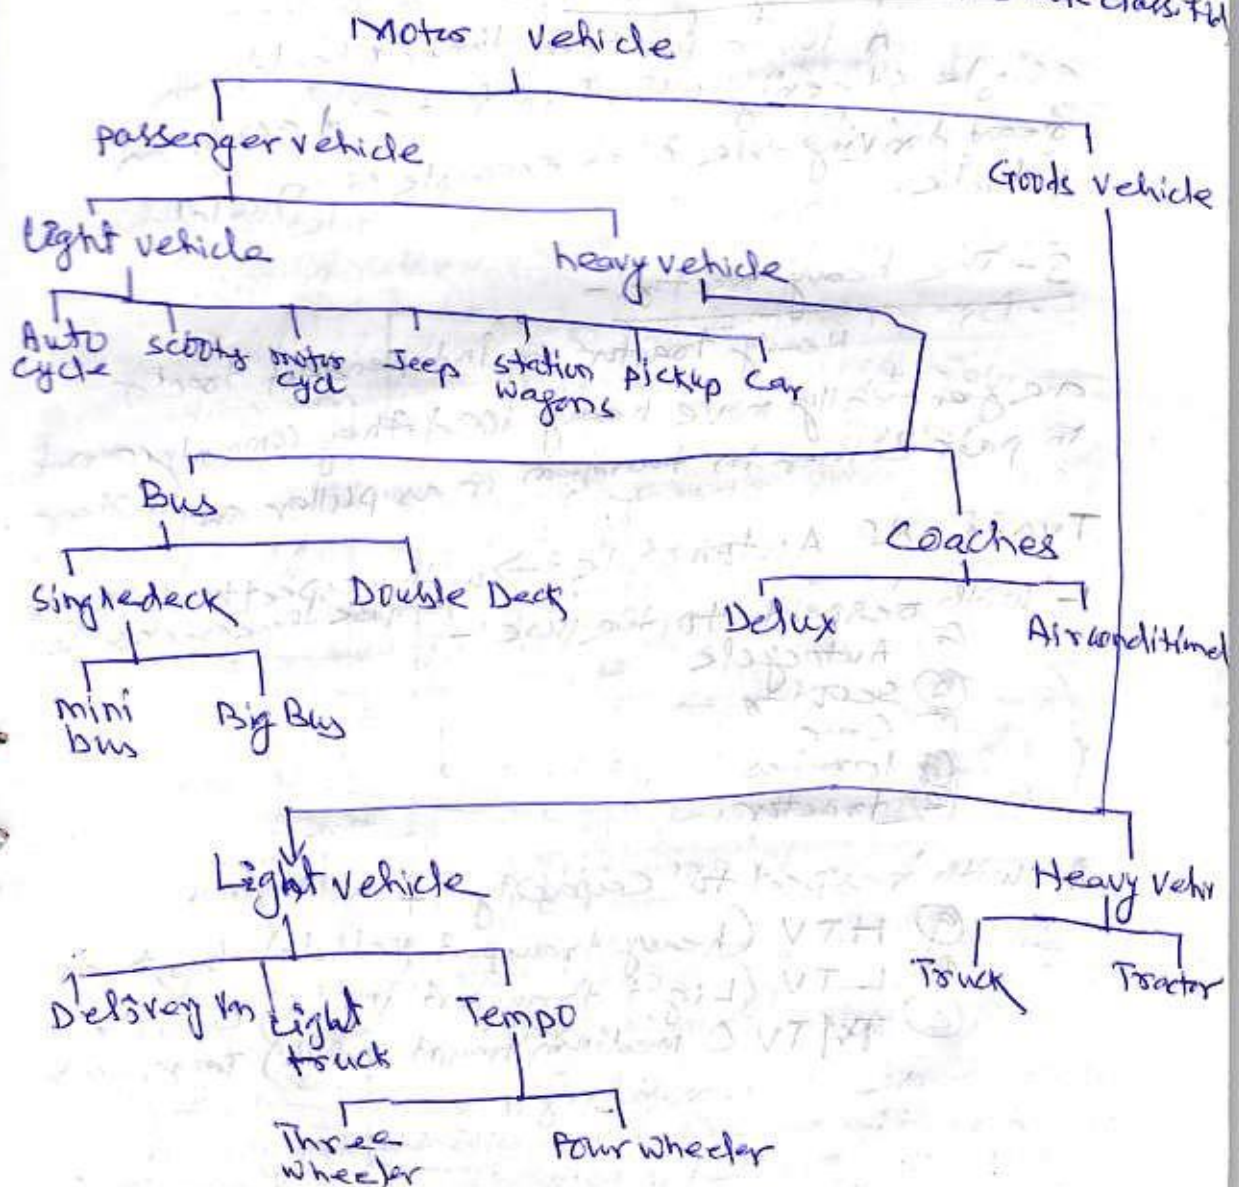 Motor vehicle
passenger vehicle
Goods vehicle
Light vehicle
heavy vehicle
Auto
cycle
scooty
motor
cycl
Jeep
station
wagons
pickup
Car
Bus
Coaches
Singledeck
Double Deck
Delux
Airconditined
mini
bus
Big Bus
Light vehicle
Heavy vehi
Delivery
Light
truck
Tempo
Truck
Tractor
Three
wheeler
Four wheeler